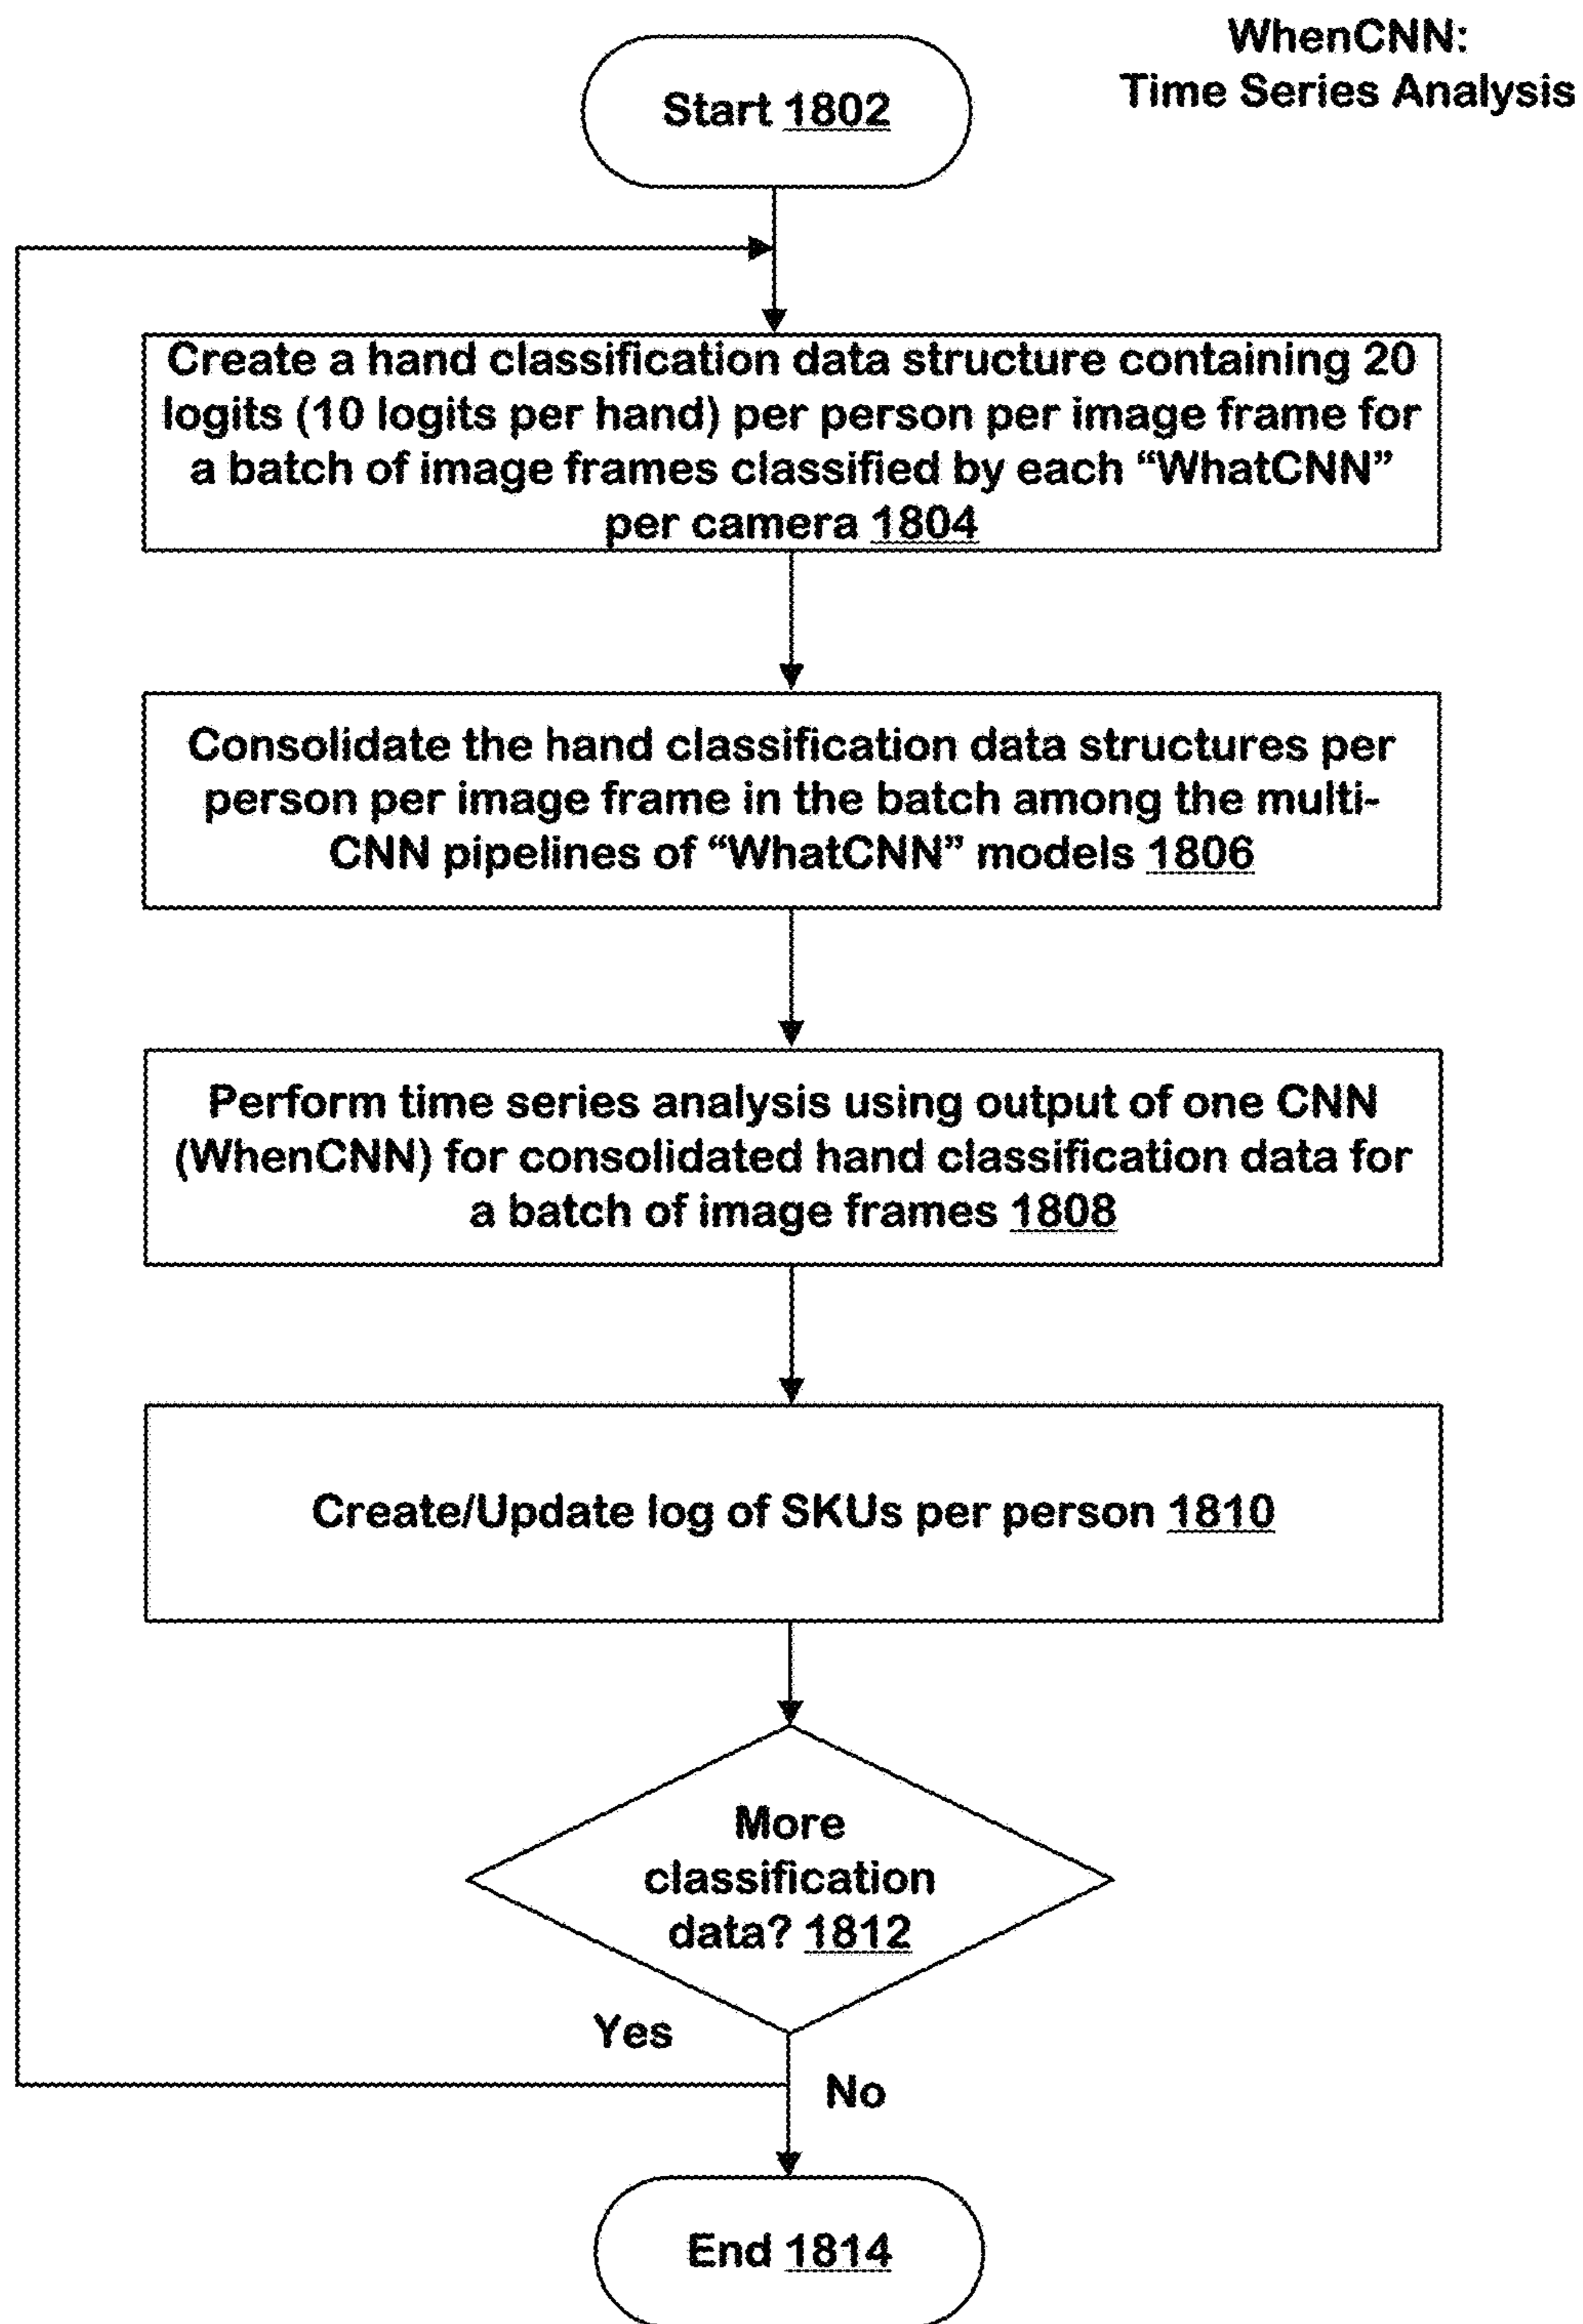 WhenCNN:
Time Series Analysis
Start 1802
Create a hand classification data structure containing 20
logits (10 logits per hand) per person per image frame for
a batch of image frames classified by each “WhatCNN”
per camera 1804
Consolidate the hand classification data structures per
person per image frame in the batch among the multi-
CNN pipelines of “WhatCNN” models 1806
Perform time series analysis using output of one CNN
(WhenCNN) for consolidated hand classification data for
a batch of image frames 1808
Create/Update log of SKUs per person 1810
More
classification
data? 1812
Yes
No
End 1814